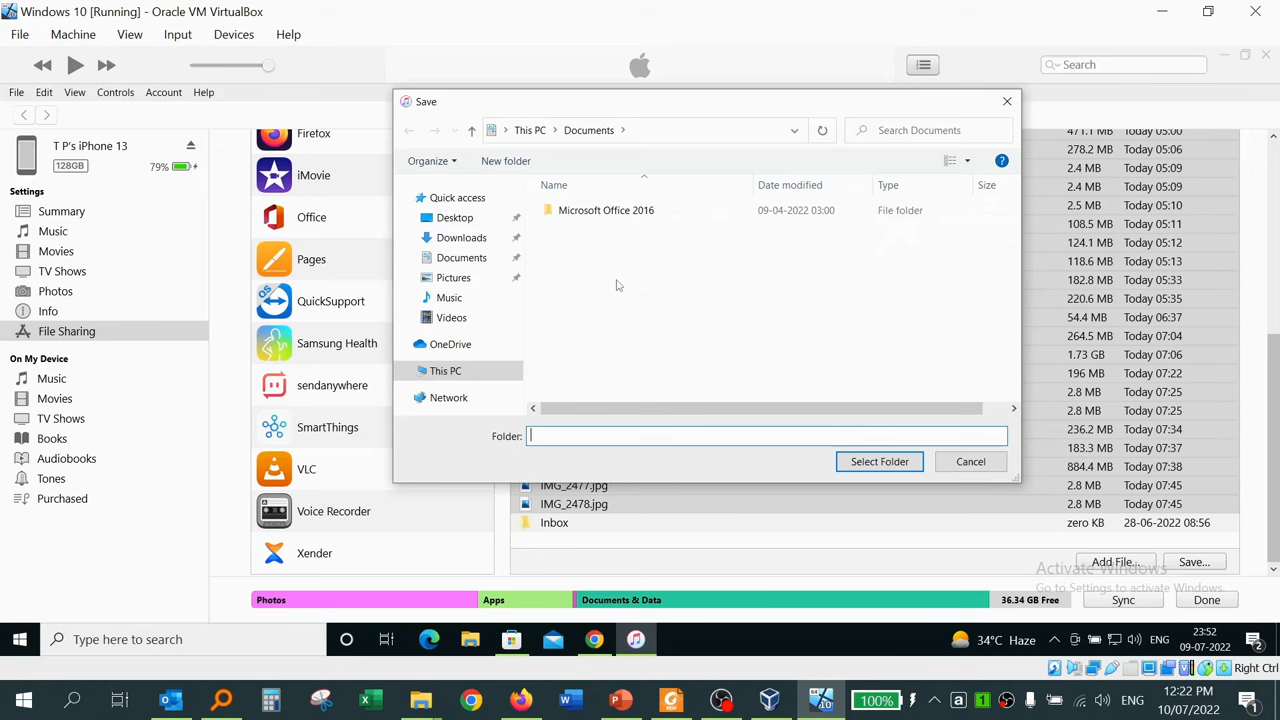 Windows 10 [Running] - Oracle VM VirtualBox
File Machine View Input Devices Help
Search
File Edit View Controls Account Help
T P's iPhone 13
128GB 79%
Settings
Summary
Music
Movies
TV Shows
Photos
Info
File Sharing
On My Device
Music
Movies
TV Shows
Books
Audiobooks
Tones
Purchased
Firefox
iMovie
Office
Pages
QuickSupport
Samsung Health
sendanywhere
SmartThings
VLC
Voice Recorder
Xender
Save
This PC Documents
Search Documents
Organize New folder
Quick access
Desktop
Downloads
Documents
Pictures
Music
Videos
OneDrive
This PC
Network
Name Date modified Type Size
Microsoft Office 2016 09-04-2022 03:00 File folder
Folder:
Select Folder Cancel
471.1 MB Today 05:00
278.2 MB Today 05:06
2.4 MB Today 05:09
2.4 MB Today 05:09
2.5 MB Today 05:10
108.5 MB Today 05:11
124.1 MB Today 05:12
118.6 MB Today 05:13
182.8 MB Today 05:33
220.6 MB Today 05:35
54.4 MB Today 06:37
264.5 MB Today 07:04
1.73 GB Today 07:06
196 MB Today 07:22
2.8 MB Today 07:25
2.8 MB Today 07:25
236.2 MB Today 07:34
183.3 MB Today 07:37
884.4 MB Today 07:38
IMG_2477.jpg 2.8 MB Today 07:45
IMG_2478.jpg 2.8 MB Today 07:45
Inbox zero KB 28-06-2022 08:56
Add File... Save...
Activate Windows
Go to Settings to activate Windows.
Photos Apps Documents & Data 36.34 GB Free Sync Done
Type here to search
34°C Haze
ENG
23:52
09-07-2022
2
Right Ctrl
100%
ENG
12:22 PM
10/07/2022
1